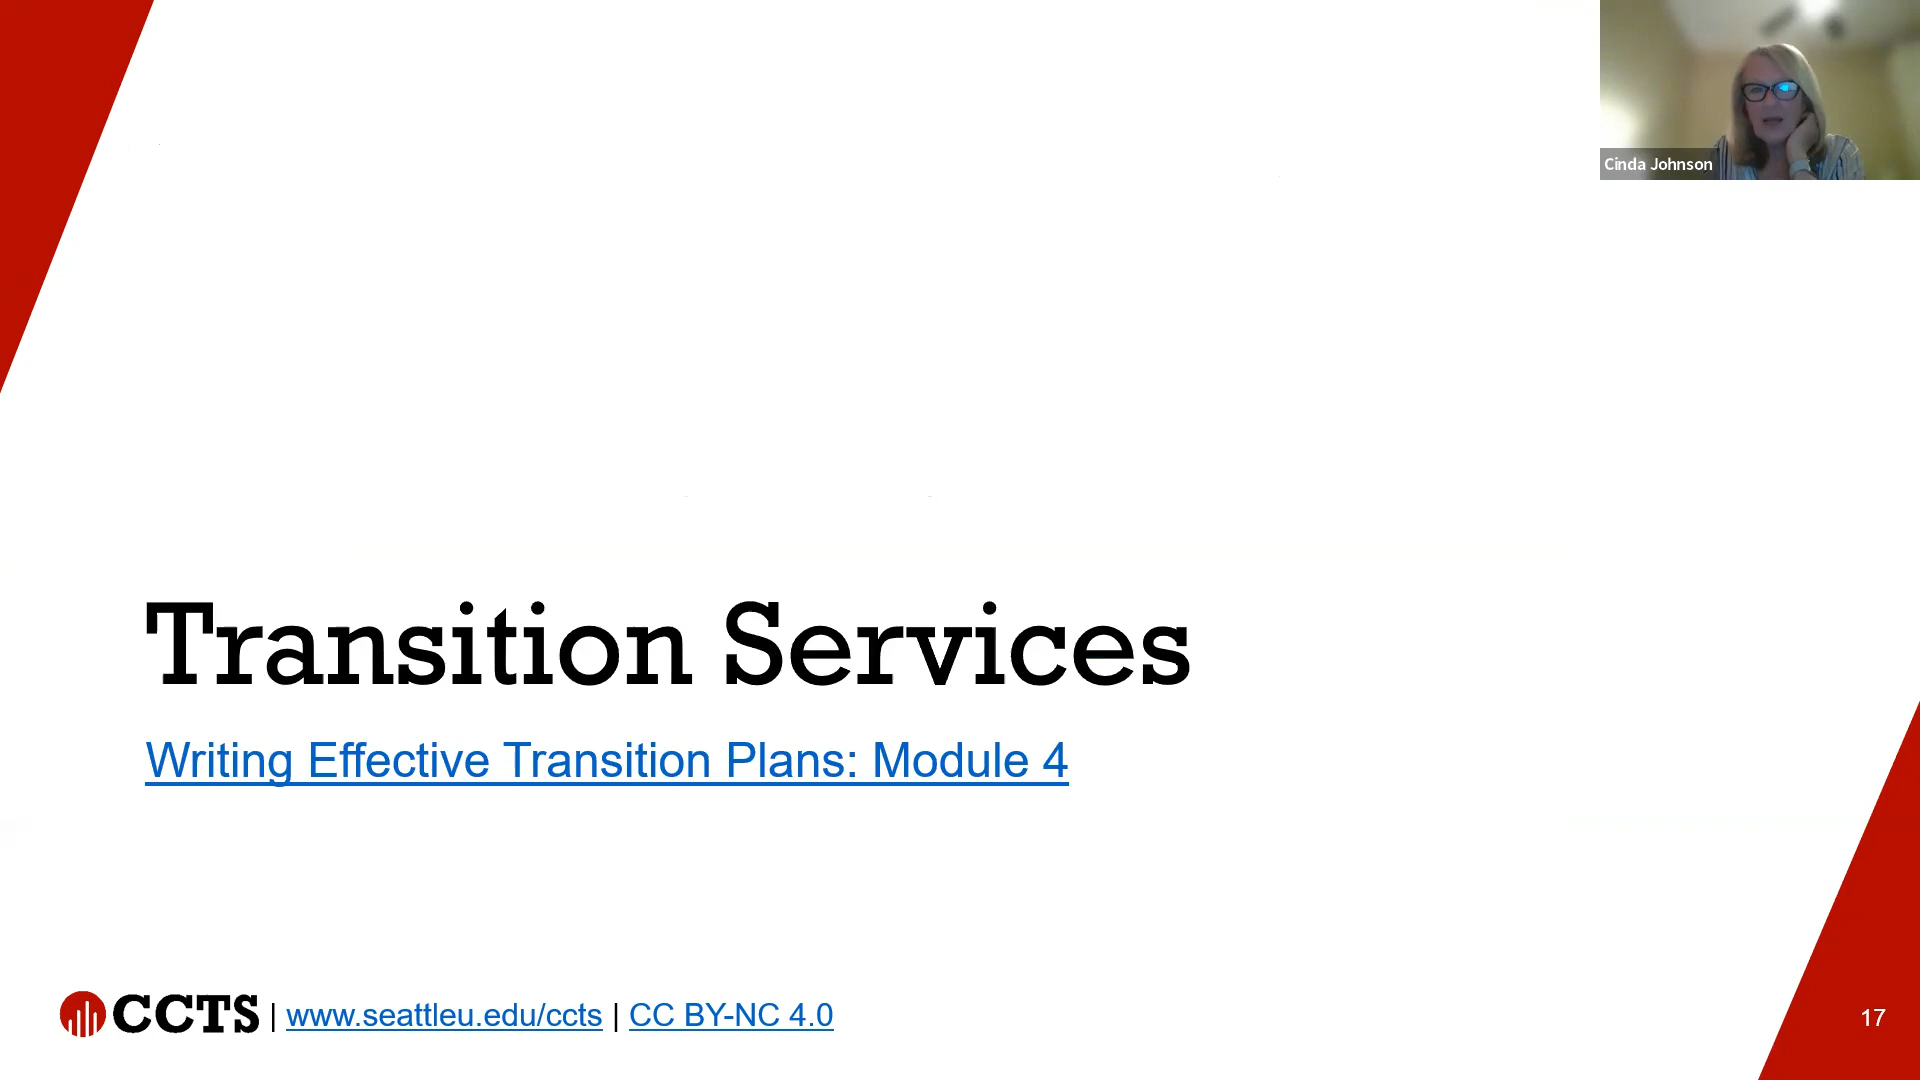 Cinda Johnson
Transition Services
Writing Effective Transition Plans: Module 4
CCTS | www.seattleu.edu/ccts | CC BY-NC 4.0
17